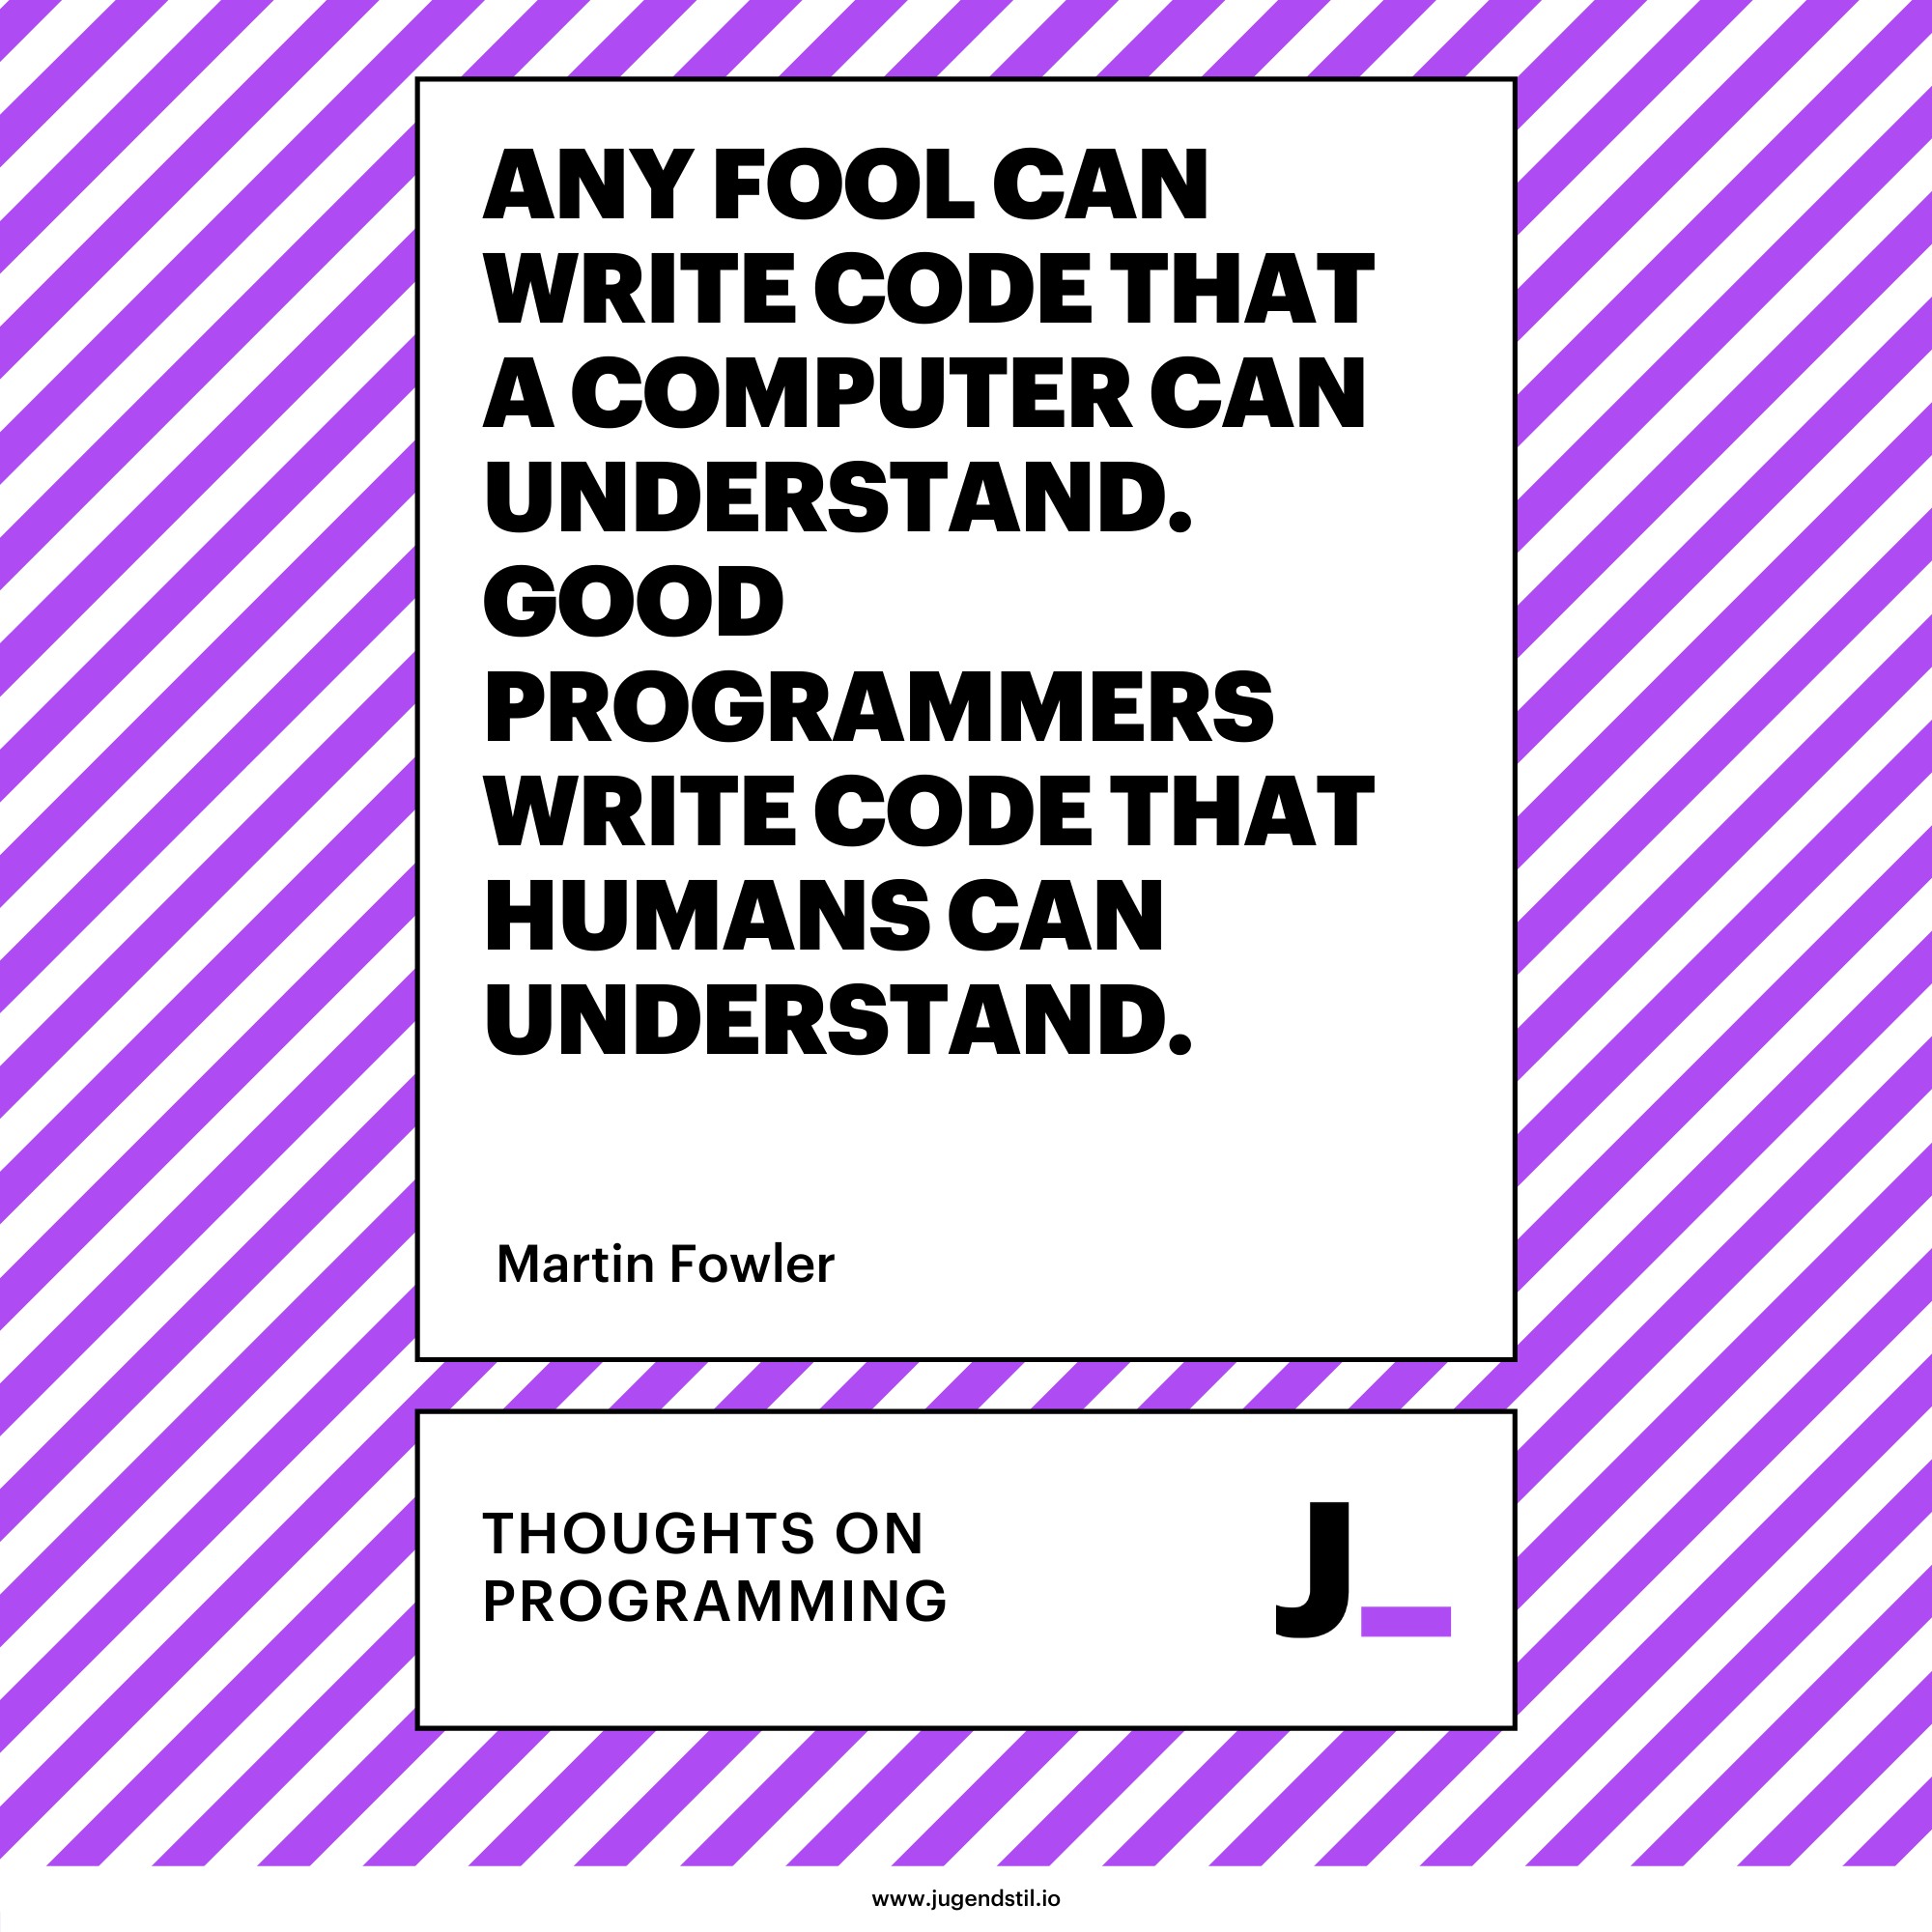 ANY FOOL CAN
WRITE CODE THAT
A COMPUTER CAN
UNDERSTAND.
GOOD
PROGRAMMERS
WRITE CODE THAT
HUMANS CAN
UNDERSTAND.
Martin Fowler
THOUGHTS ON
PROGRAMMING
J_
www.jugendstil.io